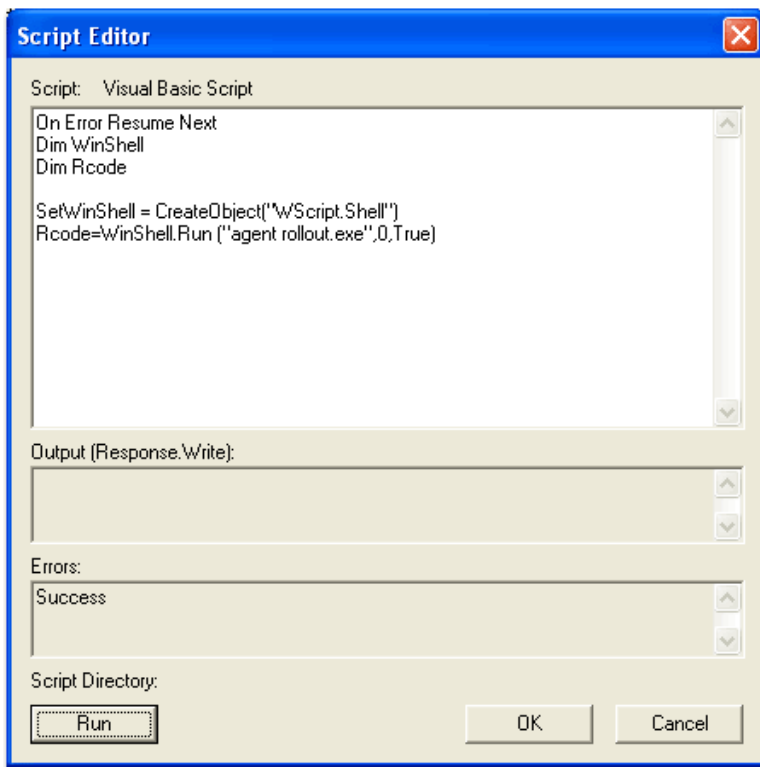 Script Editor
Script: Visual Basic Script
On Error Resume Next
Dim WinShell
Dim Rcode
SetWinShell = CreateObject("WScript.Shell")
Rcode=WinShell.Run ("agent rollout.exe",0,True)
Output (Response.Write):
Errors:
Success
Script Directory:
Run OK Cancel